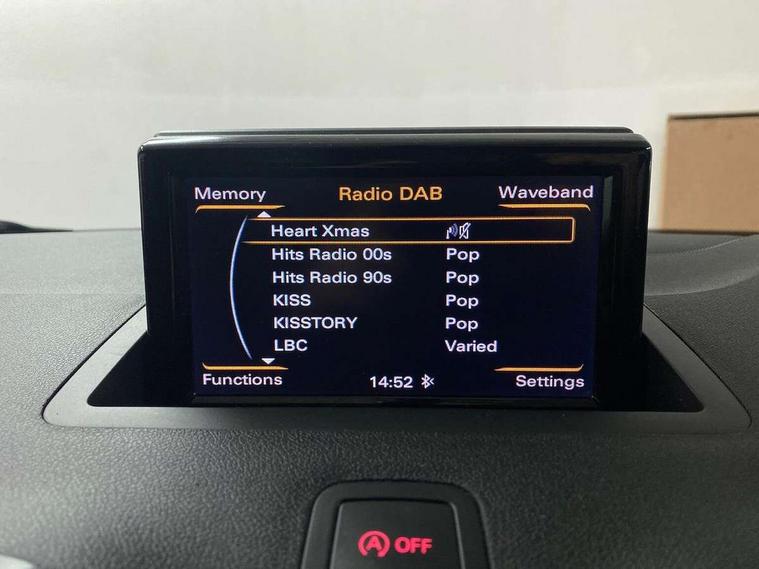 Memory Radio DAB Waveband
Heart Xmas
Hits Radio 00s Pop
Hits Radio 90s Pop
KISS Pop
KISSTORY Pop
LBC Varied
Functions 14:52 Settings
A OFF